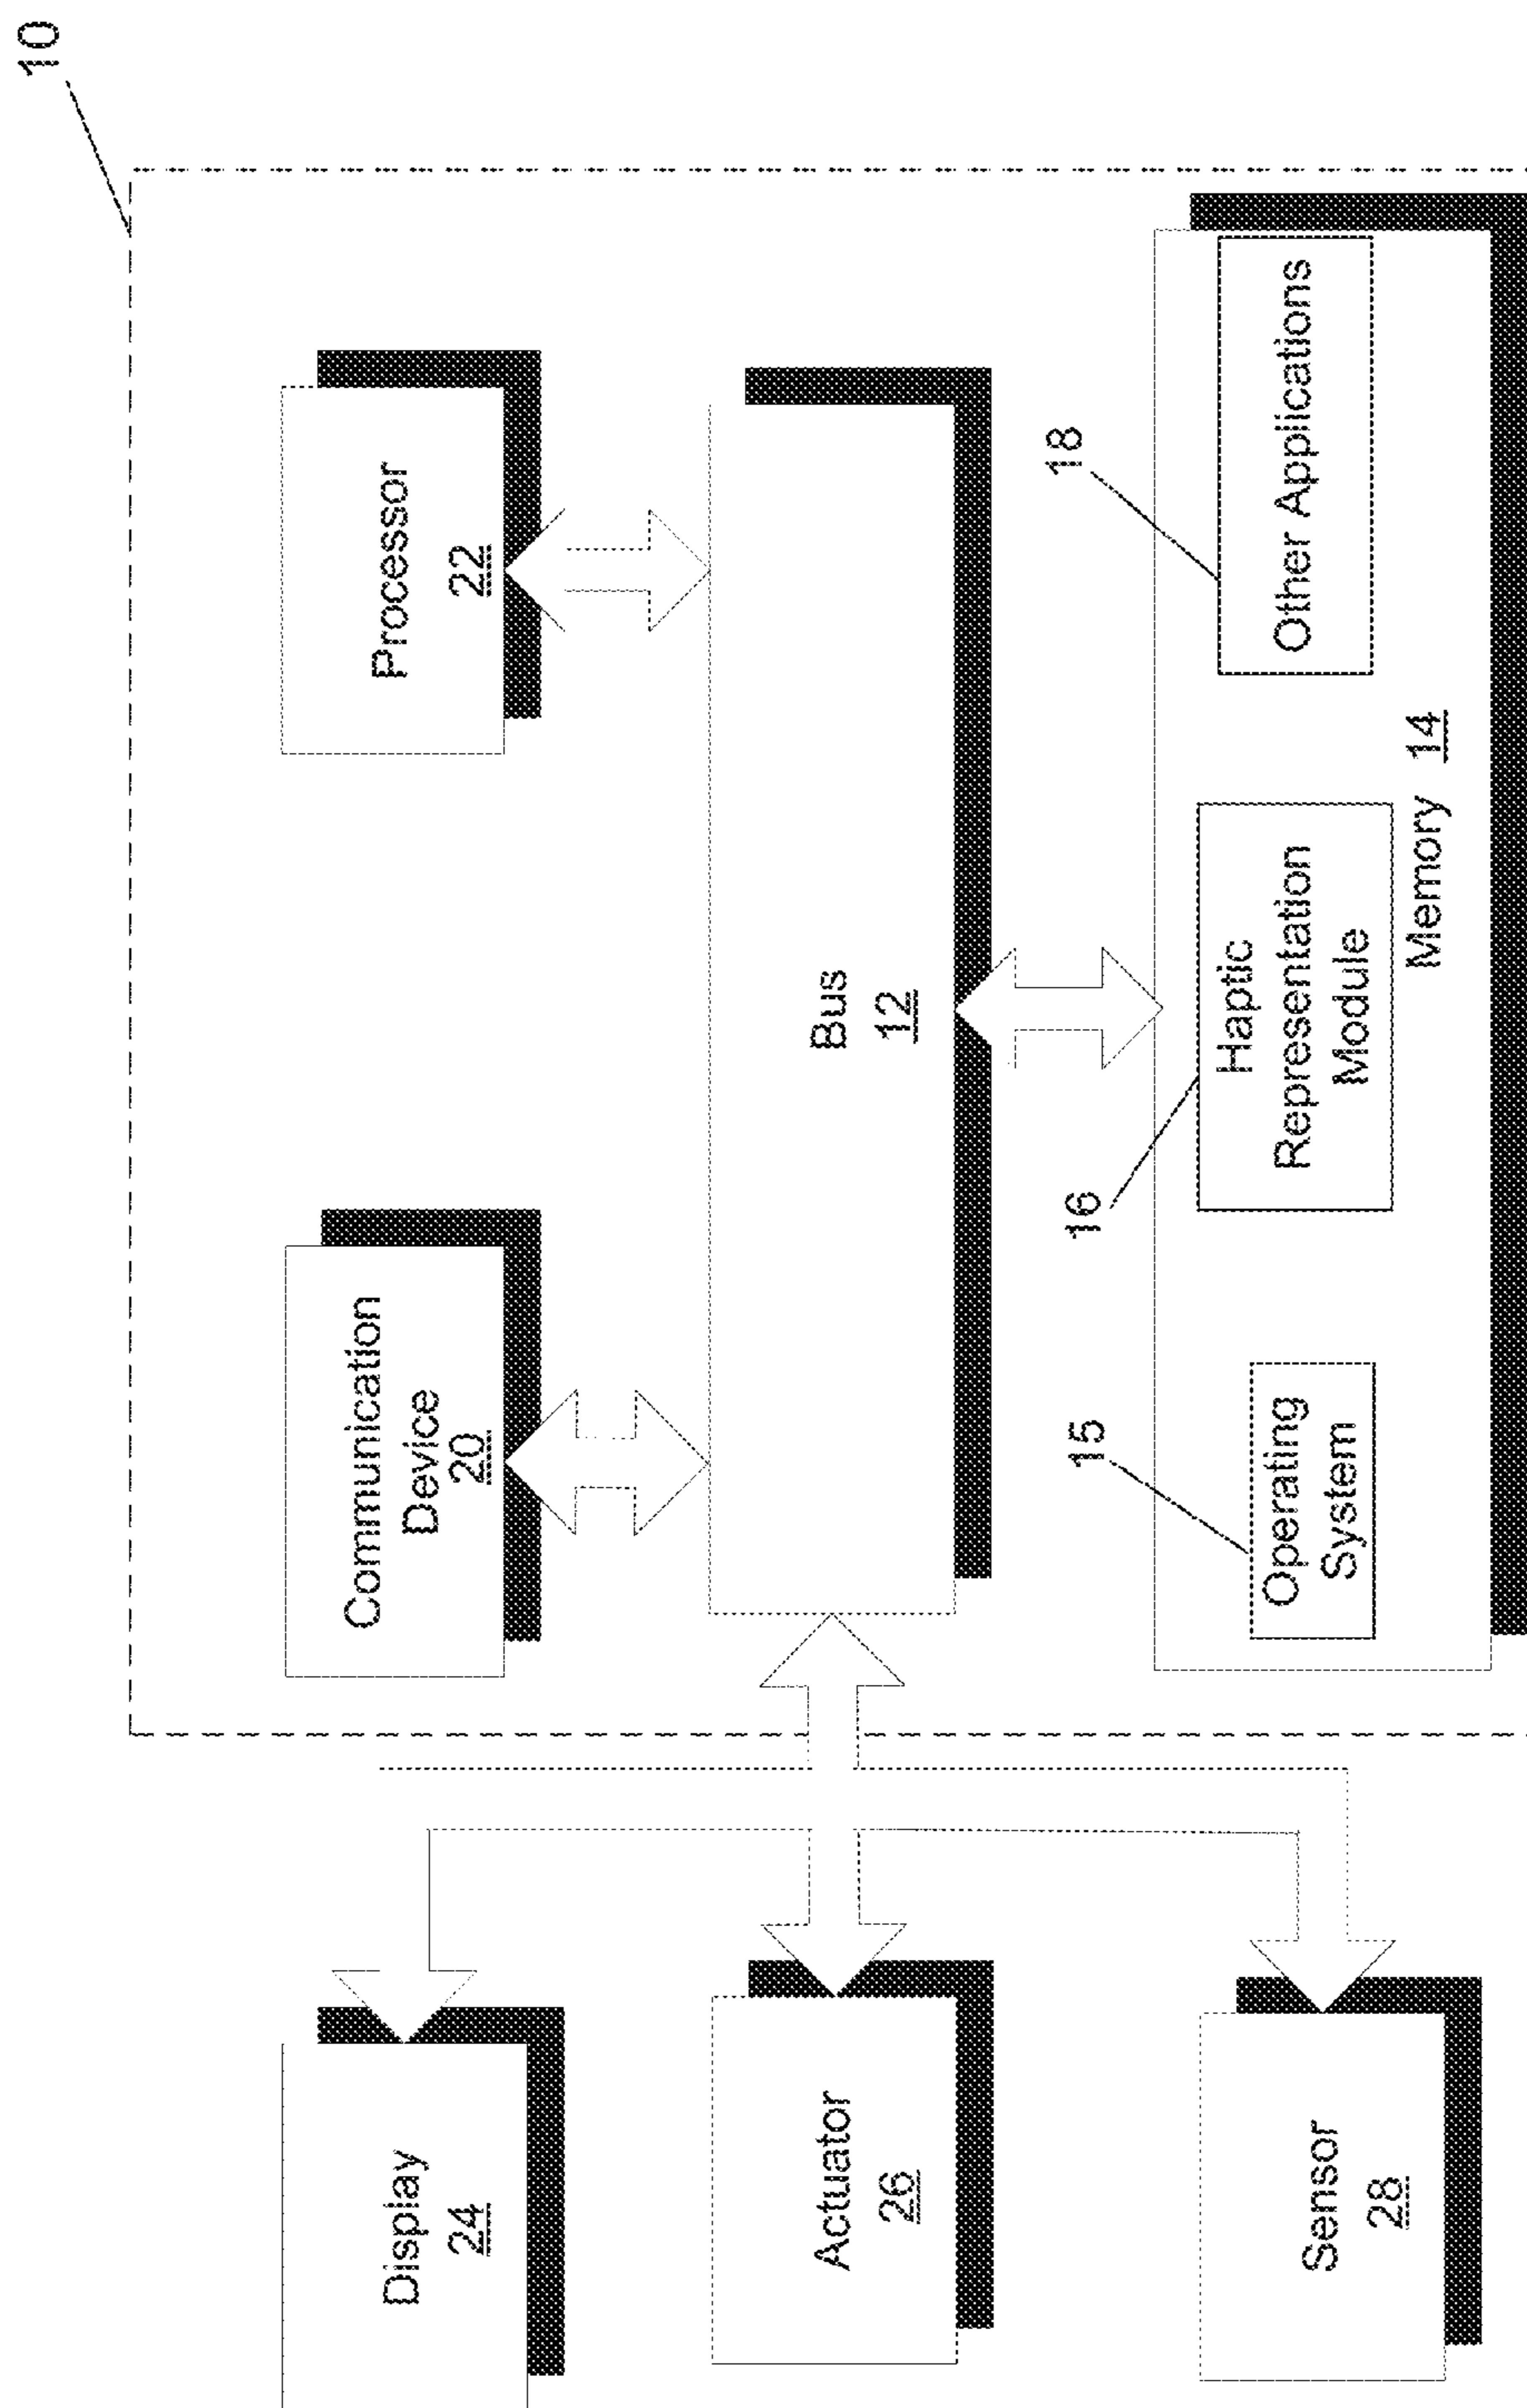 10
Communication
Device
20
Processor
22
Display
24
Bus
12
Actuator
26
15
16
18
Operating
System
Haptic
Representation
Module
Other Applications
Memory 14
Sensor
28